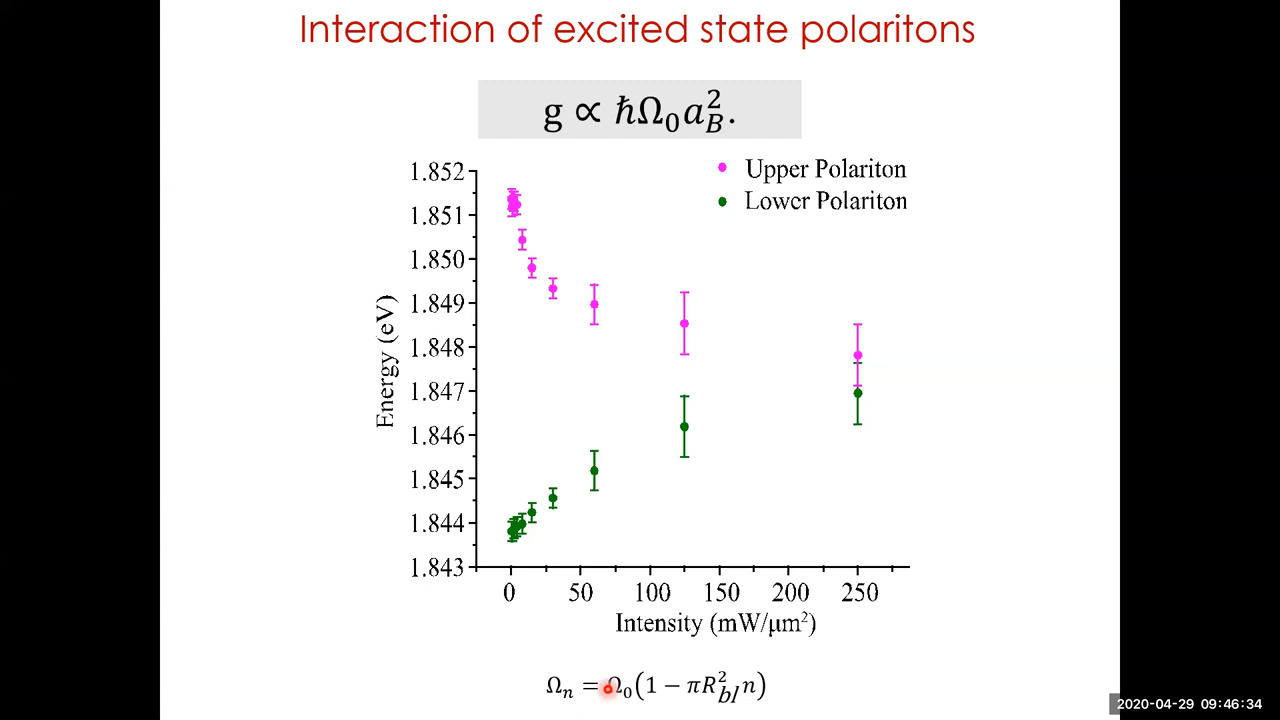 Interaction of excited state polaritons
g ∝ ħΩ₀a_B².
Upper Polariton
Lower Polariton
1.852
1.851
1.850
1.849
1.848
1.847
1.846
1.845
1.844
1.843
Energy (eV)
0 50 100 150 200 250
Intensity (mW/μm²)
Ωₙ = Ω₀(1 − πR_bl²n)
2020-04-29 09:46:34